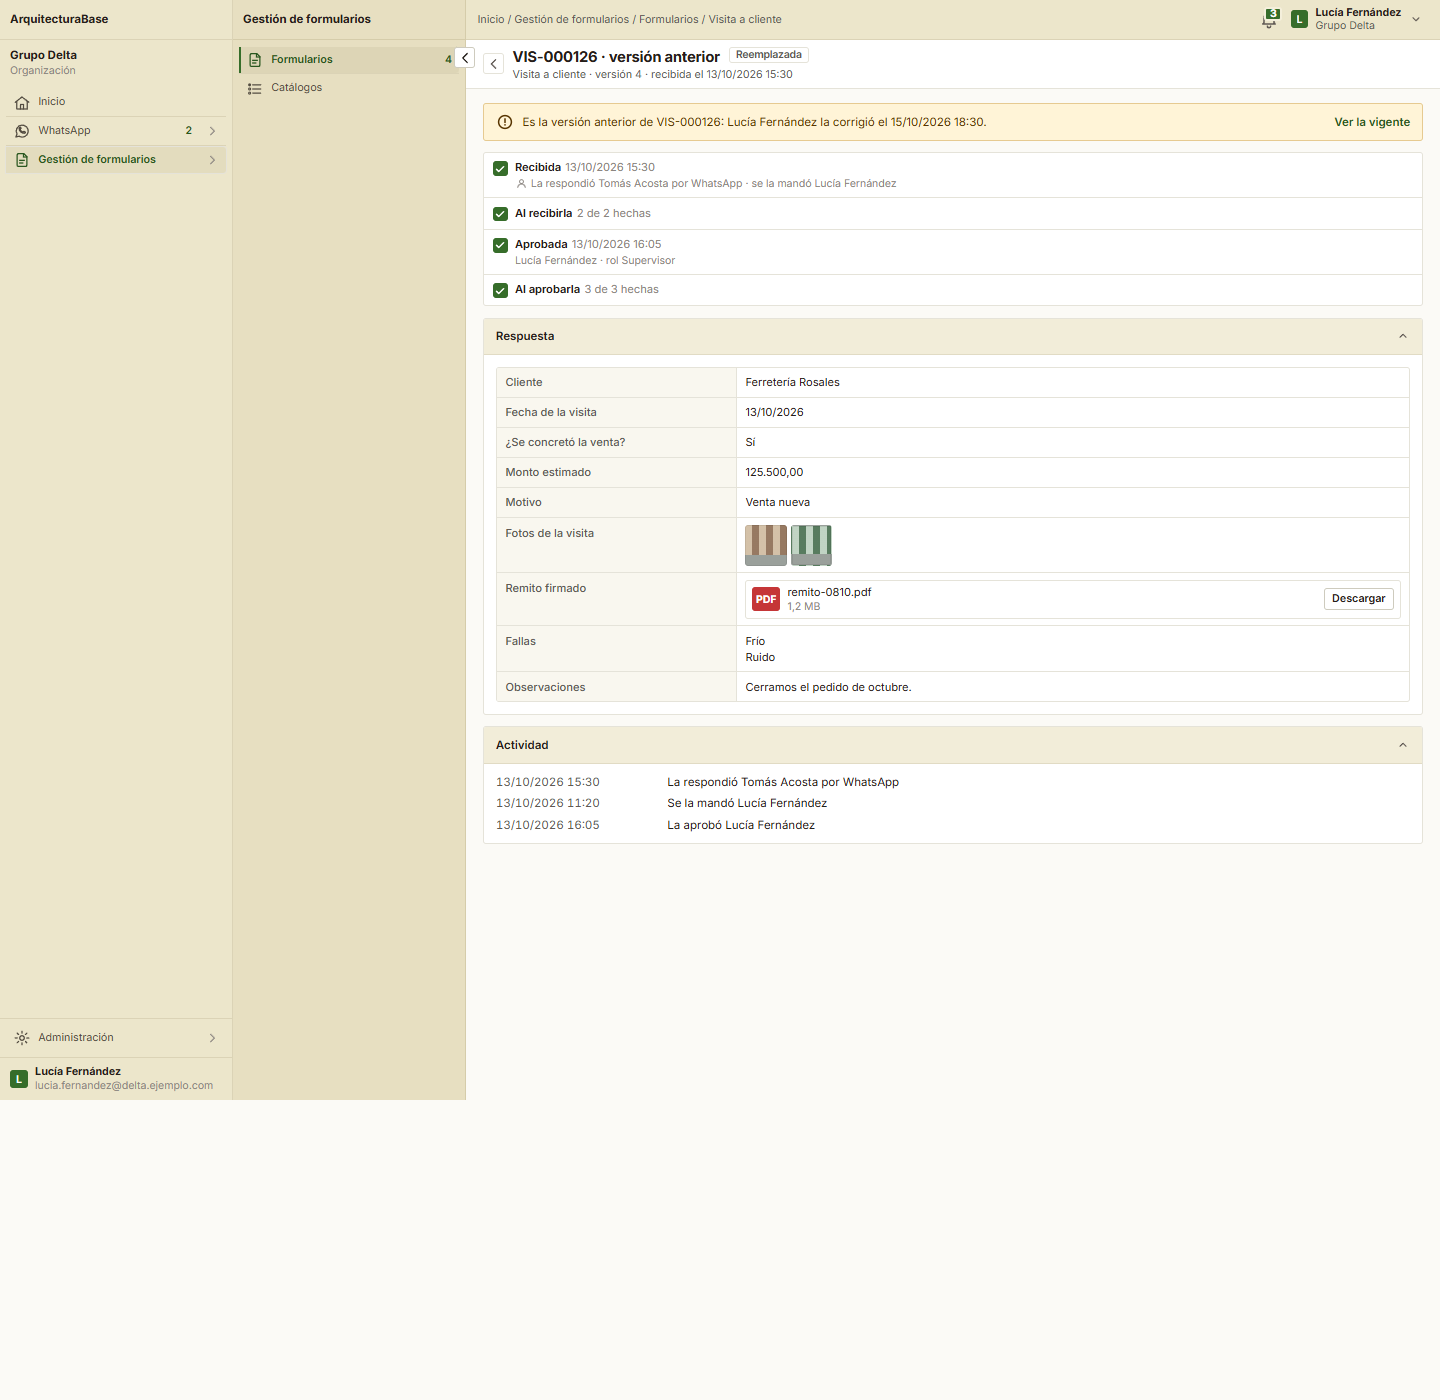 ArquitecturaBase
Grupo Delta
Organización
Inicio
WhatsApp 2
Gestión de formularios
Administración
L
Lucía Fernández
lucia.fernandez@delta.ejemplo.com
Gestión de formularios
Formularios 4
Catálogos
Inicio / Gestión de formularios / Formularios / Visita a cliente
3
L
Lucía Fernández
Grupo Delta
VIS-000126 · versión anterior Reemplazada
Visita a cliente · versión 4 · recibida el 13/10/2026 15:30
Es la versión anterior de VIS-000126: Lucía Fernández la corrigió el 15/10/2026 18:30. Ver la vigente
Recibida 13/10/2026 15:30
La respondió Tomás Acosta por WhatsApp · se la mandó Lucía Fernández
Al recibirla 2 de 2 hechas
Aprobada 13/10/2026 16:05
Lucía Fernández · rol Supervisor
Al aprobarla 3 de 3 hechas
Respuesta
Cliente Ferretería Rosales
Fecha de la visita 13/10/2026
¿Se concretó la venta? Sí
Monto estimado 125.500,00
Motivo Venta nueva
Fotos de la visita
Remito firmado PDF remito-0810.pdf
1,2 MB
Descargar
Fallas Frío
Ruido
Observaciones Cerramos el pedido de octubre.
Actividad
13/10/2026 15:30 La respondió Tomás Acosta por WhatsApp
13/10/2026 11:20 Se la mandó Lucía Fernández
13/10/2026 16:05 La aprobó Lucía Fernández